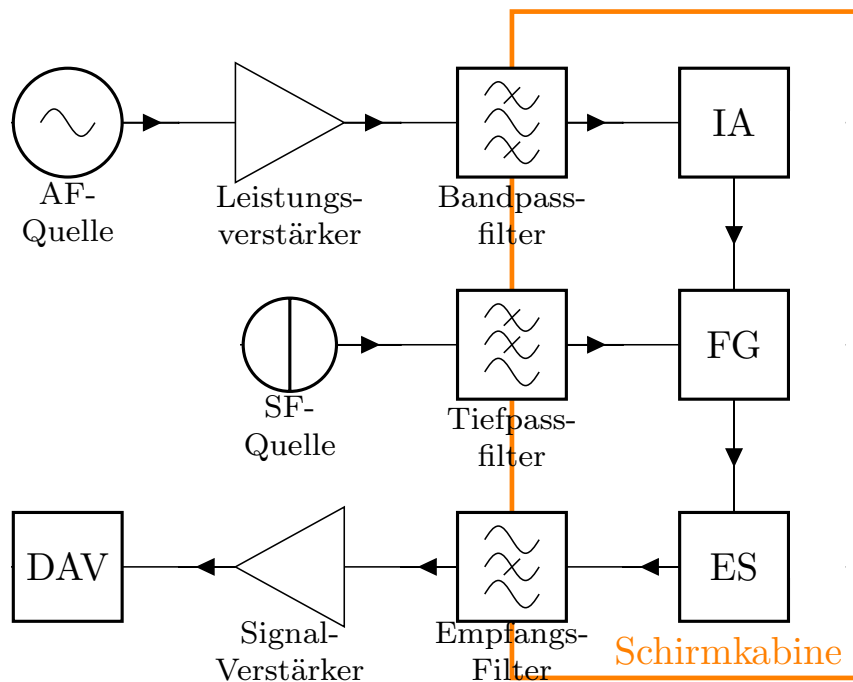 IA
AF-
Quelle
Leistungs-
verstärker
Bandpass-
filter
FG
SF-
Quelle
Tiefpass-
filter
DAV
ES
Signal-
Verstärker
Empfangs-
Filter
Schirmkabine